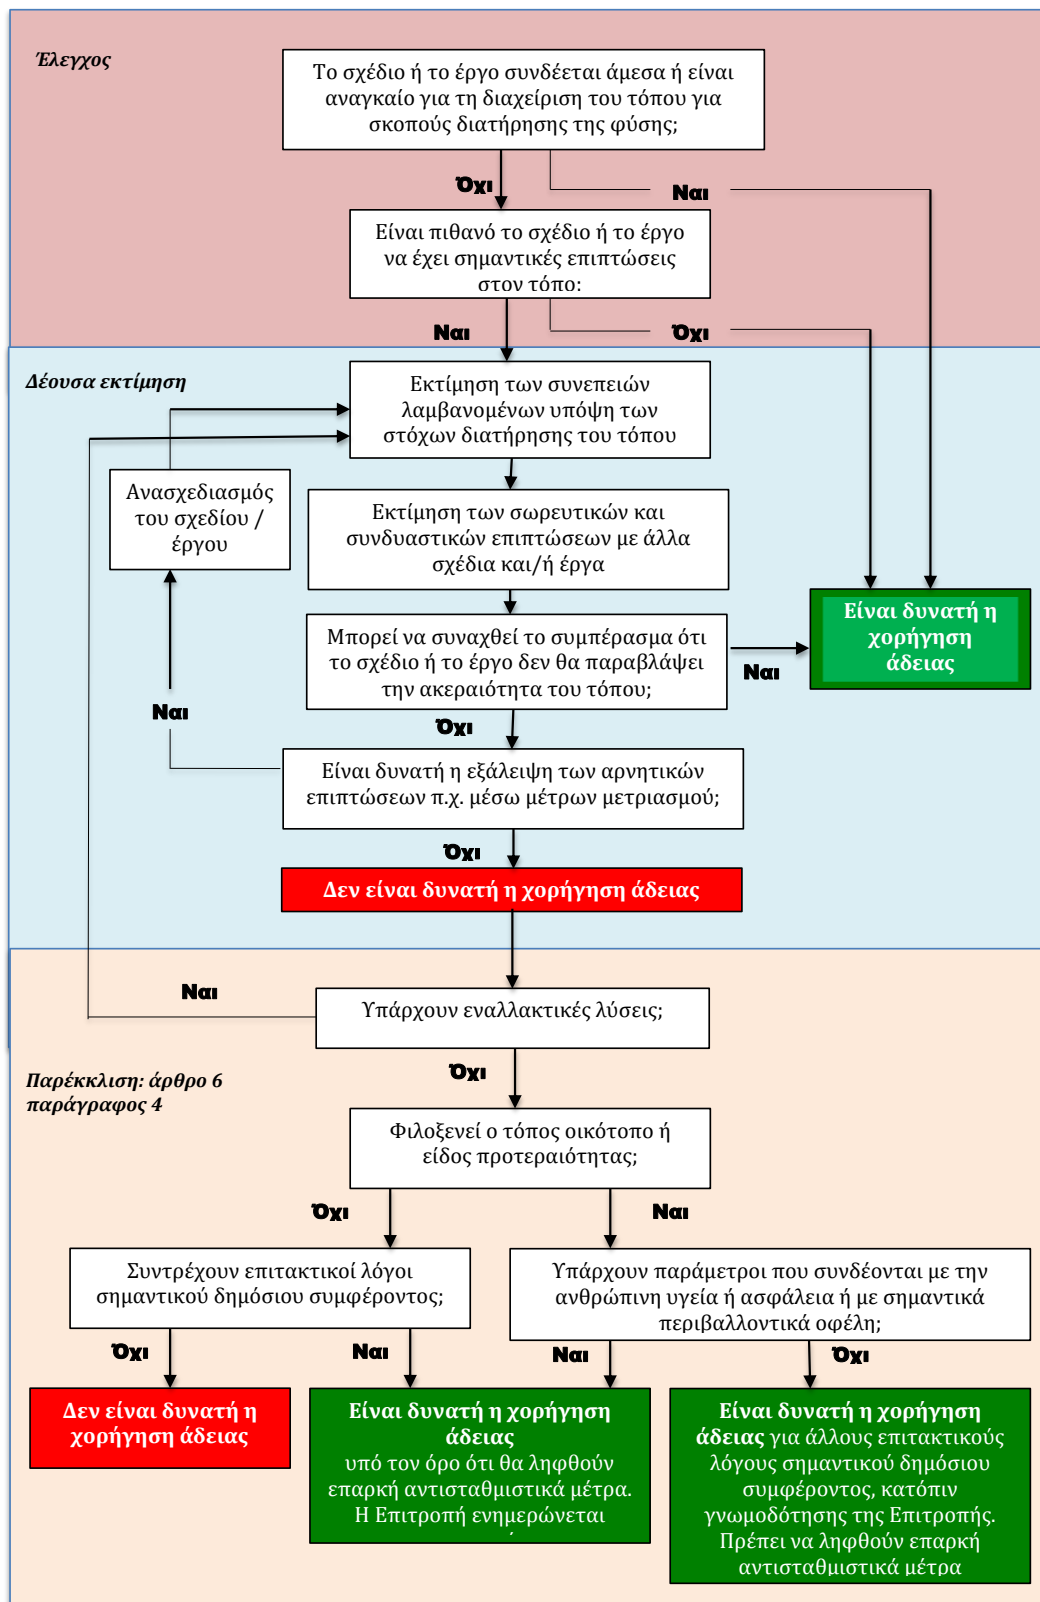 Έλεγχος
Το σχέδιο ή το έργο συνδέεται άμεσα ή είναι
αναγκαίο για τη διαχείριση του τόπου για
σκοπούς διατήρησης της φύσης;
Όχι
Ναι
Είναι πιθανό το σχέδιο ή το έργο
να έχει σημαντικές επιπτώσεις
στον τόπο:
Ναι
Όχι
Δέουσα εκτίμηση
Εκτίμηση των συνεπειών
λαμβανομένων υπόψη των
στόχων διατήρησης του τόπου
Ανασχεδιασμός
του σχεδίου /
έργου
Εκτίμηση των σωρευτικών και
συνδυαστικών επιπτώσεων με άλλα
σχέδια και/ή έργα
Είναι δυνατή η
χορήγηση
άδειας
Μπορεί να συναχθεί το συμπέρασμα ότι
το σχέδιο ή το έργο δεν θα παραβλάψει
την ακεραιότητα του τόπου;
Ναι
Ναι
Όχι
Είναι δυνατή η εξάλειψη των αρνητικών
επιπτώσεων π.χ. μέσω μέτρων μετριασμού;
Όχι
Δεν είναι δυνατή η χορήγηση άδειας
Ναι
Υπάρχουν εναλλακτικές λύσεις;
Όχι
Παρέκκλιση: άρθρο 6
παράγραφος 4
Φιλοξενεί ο τόπος οικότοπο ή
είδος προτεραιότητας;
Όχι
Ναι
Συντρέχουν επιτακτικοί λόγοι
σημαντικού δημόσιου συμφέροντος;
Υπάρχουν παράμετροι που συνδέονται με την
ανθρώπινη υγεία ή ασφάλεια ή με σημαντικά
περιβαλλοντικά οφέλη;
Όχι
Ναι
Ναι
Όχι
Δεν είναι δυνατή η
χορήγηση άδειας
Είναι δυνατή η χορήγηση
άδειας
υπό τον όρο ότι θα ληφθούν
επαρκή αντισταθμιστικά μέτρα.
Η Επιτροπή ενημερώνεται
Είναι δυνατή η χορήγηση
άδειας για άλλους επιτακτικούς
λόγους σημαντικού δημόσιου
συμφέροντος, κατόπιν
γνωμοδότησης της Επιτροπής.
Πρέπει να ληφθούν επαρκή
αντισταθμιστικά μέτρα